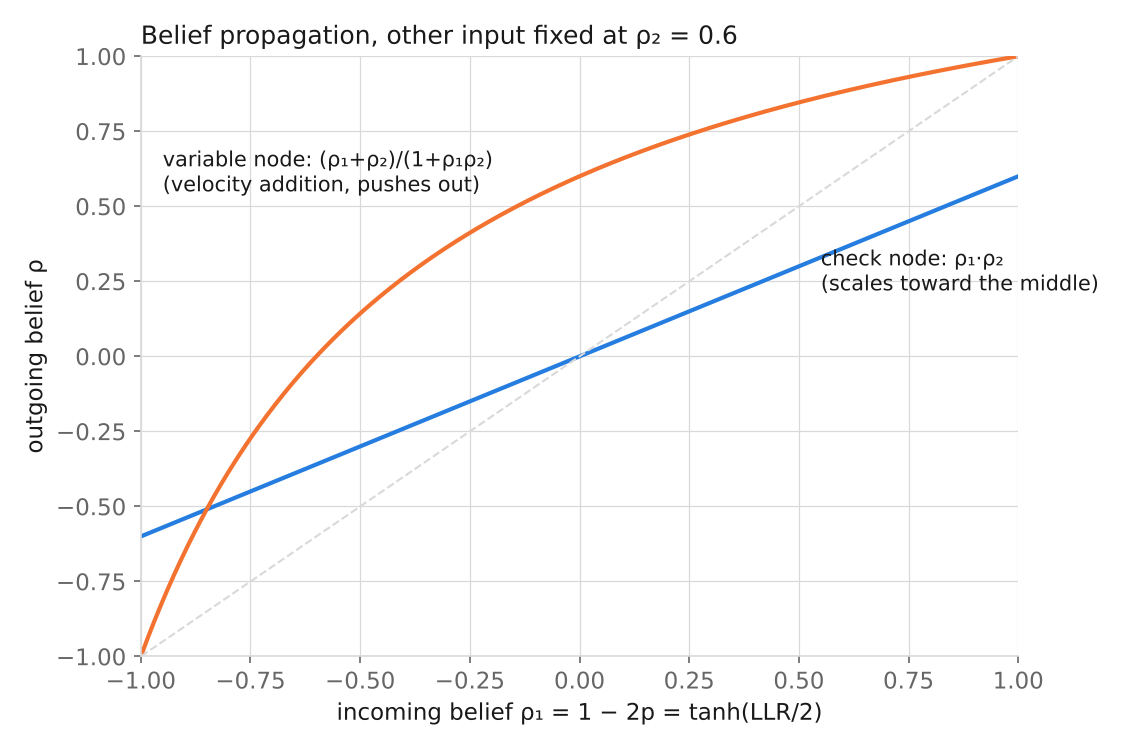 Belief propagation, other input fixed at ρ₂ = 0.6
outgoing belief ρ
1.00
0.75
0.50
0.25
0.00
−0.25
−0.50
−0.75
−1.00
variable node: (ρ₁+ρ₂)/(1+ρ₁ρ₂)
(velocity addition, pushes out)
check node: ρ₁·ρ₂
(scales toward the middle)
−1.00 −0.75 −0.50 −0.25 0.00 0.25 0.50 0.75 1.00
incoming belief ρ₁ = 1 − 2p = tanh(LLR/2)